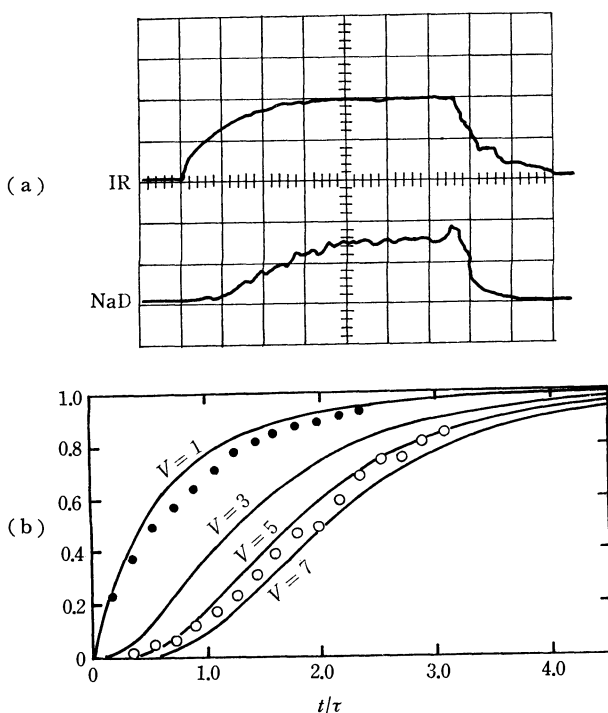 (a)
IR
NaD
(b)
1.0
0.8
0.6
0.4
0.2
0
V = 1
V = 3
V = 5
V = 7
0
1.0
2.0
3.0
4.0
t/τ